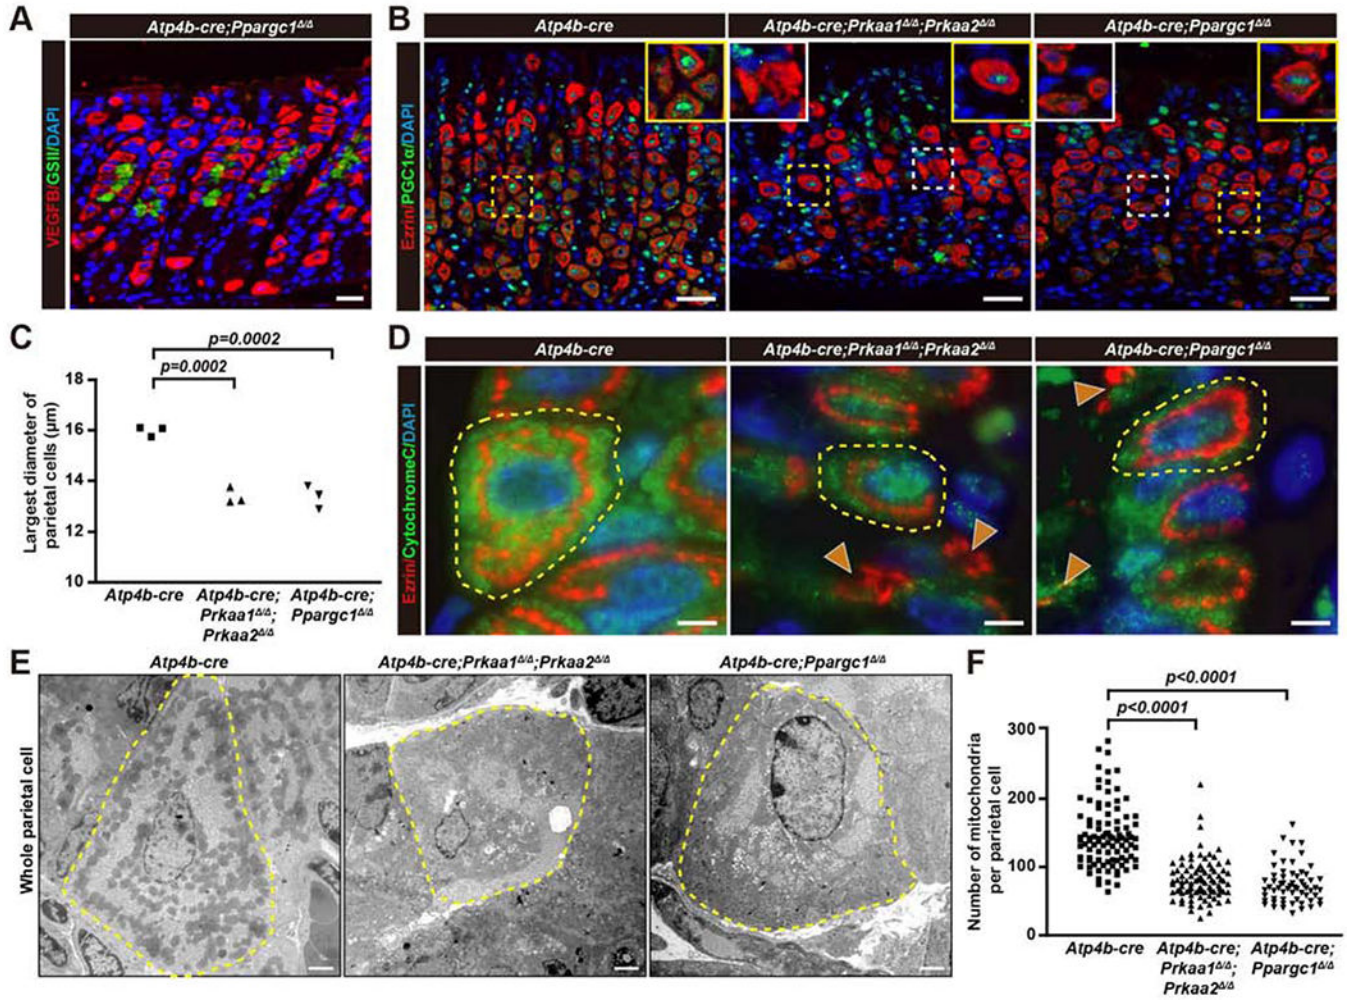 A
Atp4b-cre;Ppargc1Δ/Δ
VEGFB/GSII/DAPI
B
Atp4b-cre
Atp4b-cre;Prkaa1Δ/Δ;Prkaa2Δ/Δ
Atp4b-cre;Ppargc1Δ/Δ
Ezrin/PGC1α/DAPI
C
p=0.0002
p=0.0002
Largest diameter of
parietal cells (µm)
18
16
14
12
10
Atp4b-cre
Atp4b-cre;
Prkaa1Δ/Δ;
Prkaa2Δ/Δ
Atp4b-cre;
Ppargc1Δ/Δ
D
Atp4b-cre
Atp4b-cre;Prkaa1Δ/Δ;Prkaa2Δ/Δ
Atp4b-cre;Ppargc1Δ/Δ
Ezrin/CytochromeC/DAPI
E
Atp4b-cre
Atp4b-cre;Prkaa1Δ/Δ;Prkaa2Δ/Δ
Atp4b-cre;Ppargc1Δ/Δ
Whole parietal cell
F
p<0.0001
p<0.0001
Number of mitochondria
per parietal cell
300
200
100
0
Atp4b-cre
Atp4b-cre;
Prkaa1Δ/Δ;
Prkaa2Δ/Δ
Atp4b-cre;
Ppargc1Δ/Δ